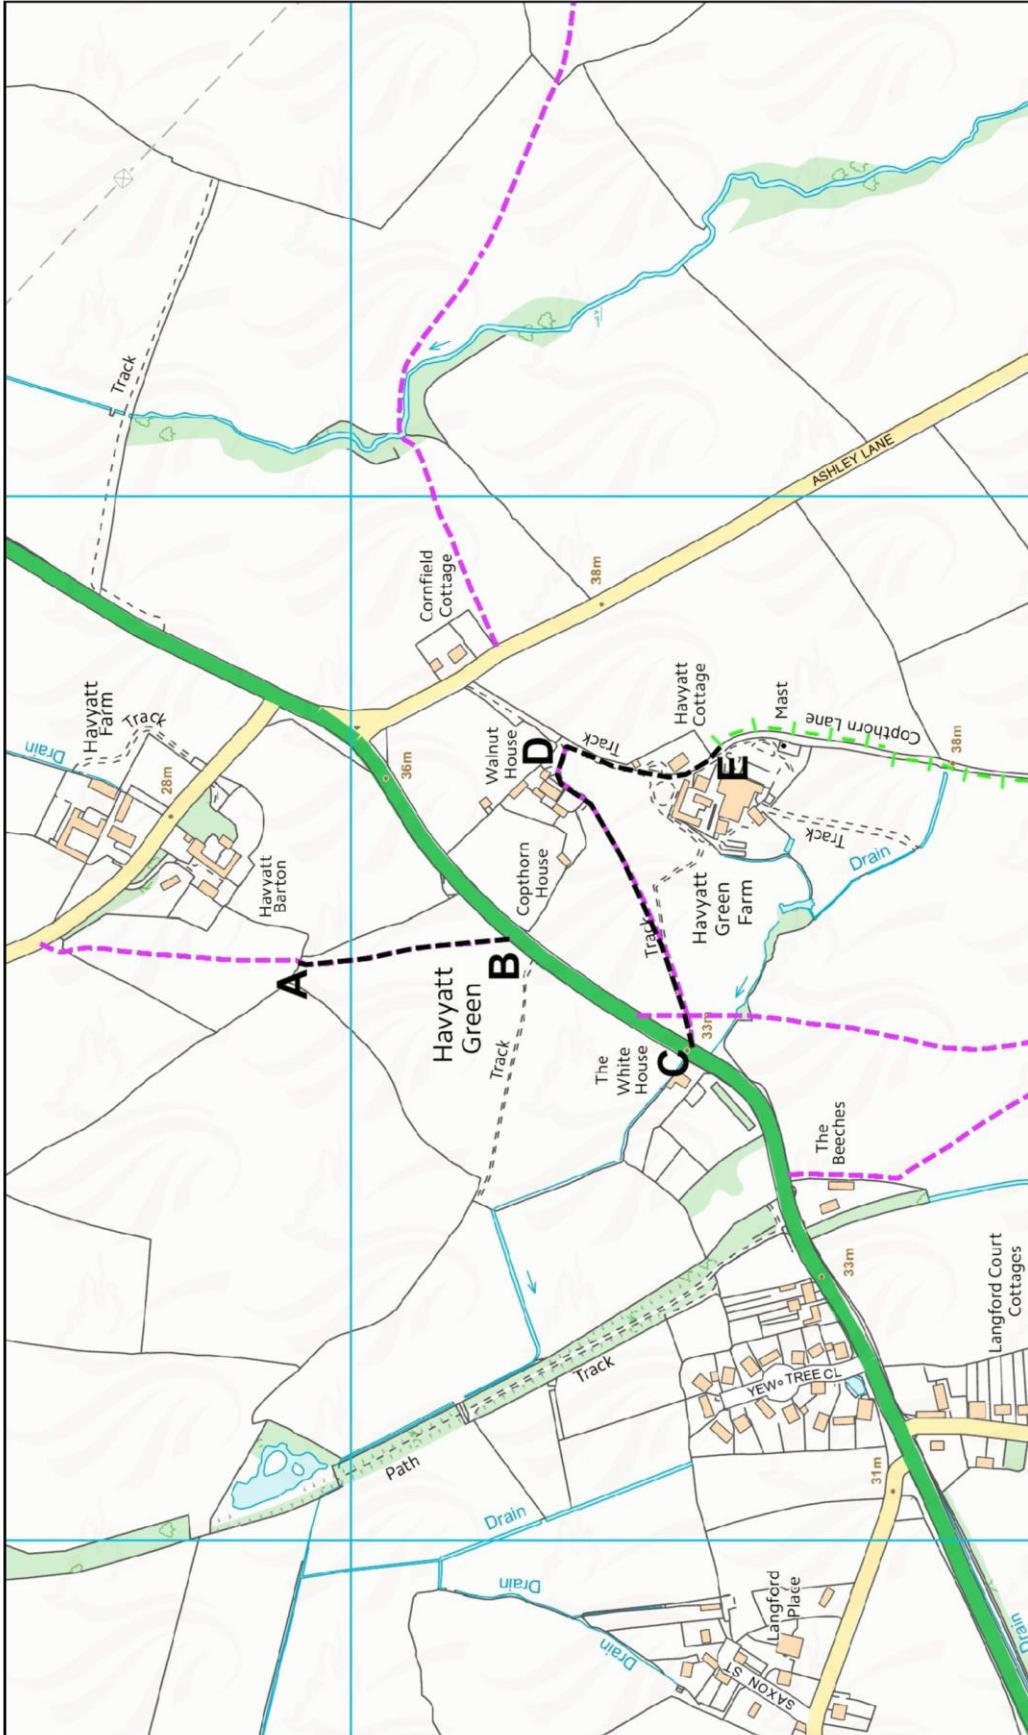 Track
Drain
Havyatt
Farm
Track
28m
Havyatt
Barton
36m
Cornfield
Cottage
38m
ASHLEY LANE
Walnut
House
D
Track
Havyatt
Cottage
Mast
Copthorn Lane
38m
E
Copthorn
House
A
B
Havyatt
Green
Track
Track
Havyatt
Green
Farm
Track
Drain
33m
C
The
White
House
The
Beeches
33m
Langford Court
Cottages
YEW TREE CL
Track
Path
31m
Drain
Drain
Drain
Langford
Place
SAXON ST
Drain